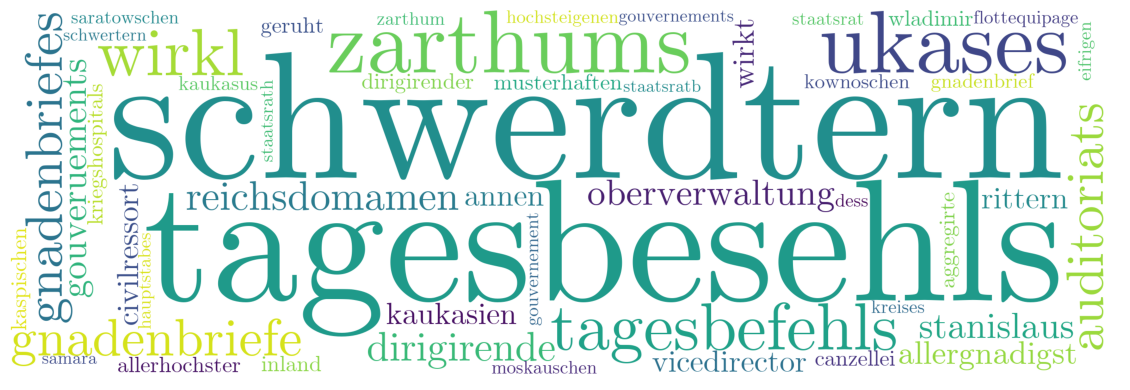 saratowschen
schwertern
geruht
zarthum
hochsteigenen
gouvernements
staatsrat
wladimir
flottequipage
wirkl
zarthums
wirkt
ukases
eifrigen
kaukasus
dirigirender
musterhaften
staatsratb
kownoschen
gnadenbrief
gnadenbriefes
gouveruements
kriegshospitals
staatsrath
schwerdtern
auditoriats
reichsdomamen
annen
oberverwaltung
dess
rittern
civilressort
tagesbesehls
aggregirte
kaspischen
hauptstabes
gouvernement
kaukasien
kreises
gnadenbriefe
dirigirende
tagesbefehls
stanislaus
samara
allerhochster
inland
moskauschen
vicedirector
canzellei
allergnadigst